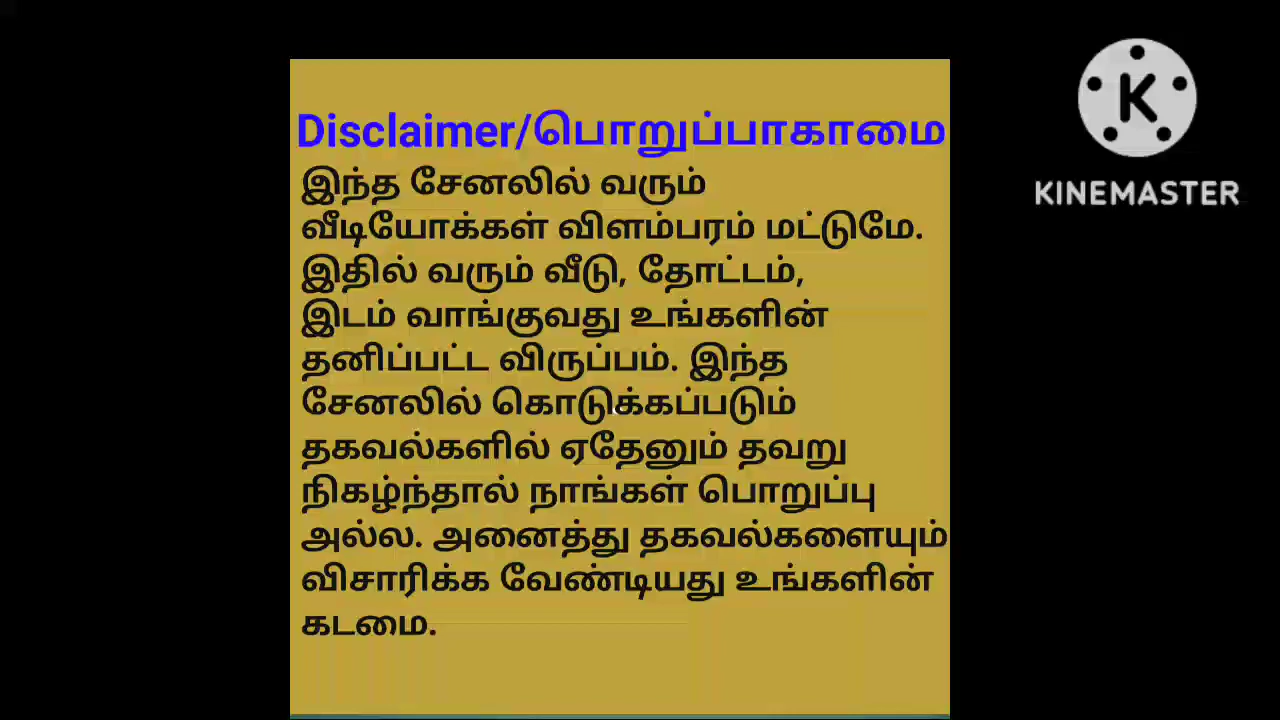 Disclaimer/பொறுப்பாகாமை
இந்த சேனலில் வரும்
வீடியோக்கள் விளம்பரம் மட்டுமே.
இதில் வரும் வீடு, தோட்டம்,
இடம் வாங்குவது உங்களின்
தனிப்பட்ட விருப்பம். இந்த
சேனலில் கொடுக்கப்படும்
தகவல்களில் ஏதேனும் தவறு
நிகழ்ந்தால் நாங்கள் பொறுப்பு
அல்ல. அனைத்து தகவல்களையும்
விசாரிக்க வேண்டியது உங்களின்
கடமை.
K
KINEMASTER